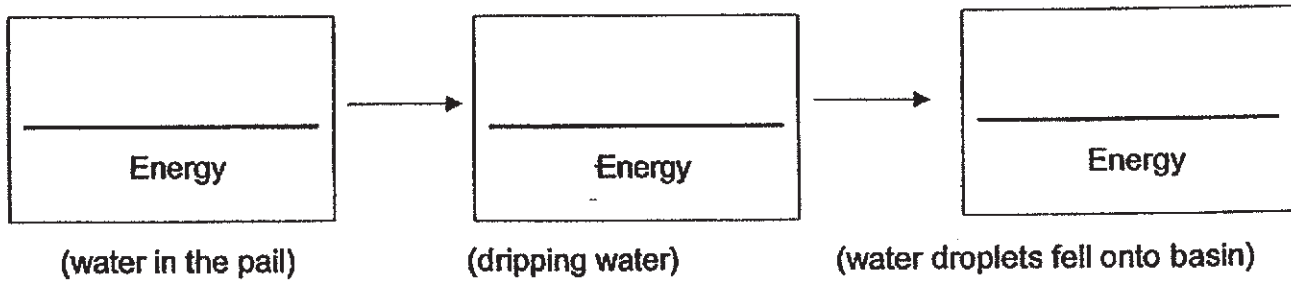 Energy
Energy
Energy
(water in the pail)
(dripping water)
(water droplets fell onto basin)